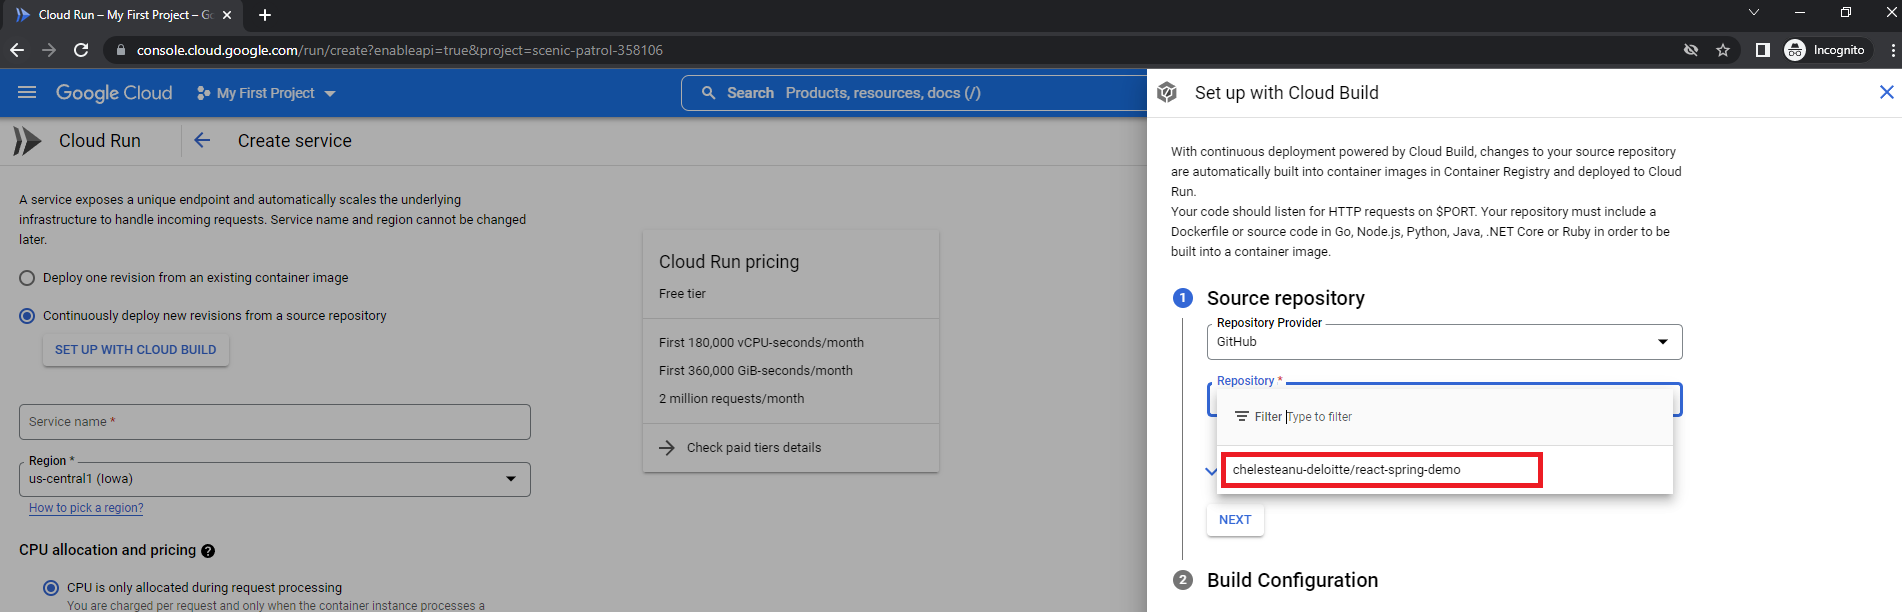 Cloud Run – My First Project – Go
console.cloud.google.com/run/create?enableapi=true&project=scenic-patrol-358106
Incognito
Google Cloud
My First Project
Search Products, resources, docs (/)
Cloud Run
Create service
A service exposes a unique endpoint and automatically scales the underlying
infrastructure to handle incoming requests. Service name and region cannot be changed
later.
Deploy one revision from an existing container image
Continuously deploy new revisions from a source repository
SET UP WITH CLOUD BUILD
Service name *
Region *
us-central1 (Iowa)
How to pick a region?
CPU allocation and pricing ?
CPU is only allocated during request processing
You are charged per request and only when the container instance processes a
Cloud Run pricing
Free tier
First 180,000 vCPU-seconds/month
First 360,000 GiB-seconds/month
2 million requests/month
Check paid tiers details
Set up with Cloud Build
With continuous deployment powered by Cloud Build, changes to your source repository
are automatically built into container images in Container Registry and deployed to Cloud
Run.
Your code should listen for HTTP requests on $PORT. Your repository must include a
Dockerfile or source code in Go, Node.js, Python, Java, .NET Core or Ruby in order to be
built into a container image.
1 Source repository
Repository Provider
GitHub
Repository *
Filter Type to filter
chelesteanu-deloitte/react-spring-demo
NEXT
2 Build Configuration